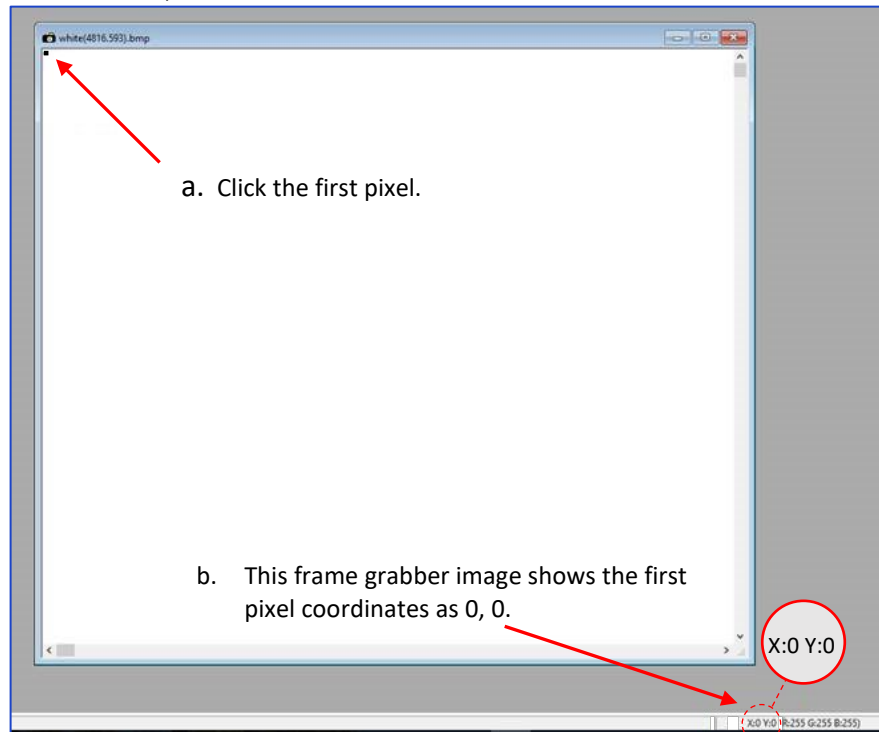 white(4816.593).bmp
a. Click the first pixel.
b. This frame grabber image shows the first
pixel coordinates as 0, 0.
X:0 Y:0
X:0 Y:0 (R:255 G:255 B:255)